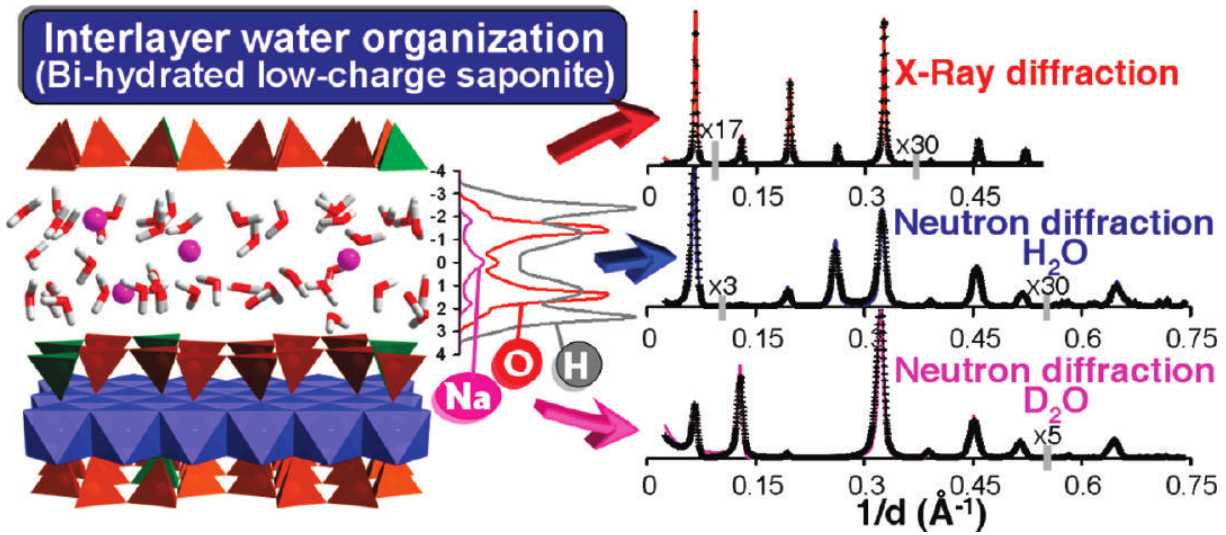 Interlayer water organization
(Bi-hydrated low-charge saponite)
-4
-3
-2
-1
0
1
2
3
4
Na
O
H
X-Ray diffraction
x17
x30
0 0.15 0.3 0.45
Neutron diffraction
H₂O
x3
x30
0 0.15 0.3 0.45 0.6 0.75
Neutron diffraction
D₂O
x5
0 0.15 0.3 0.45 0.6 0.75
1/d (Å⁻¹)